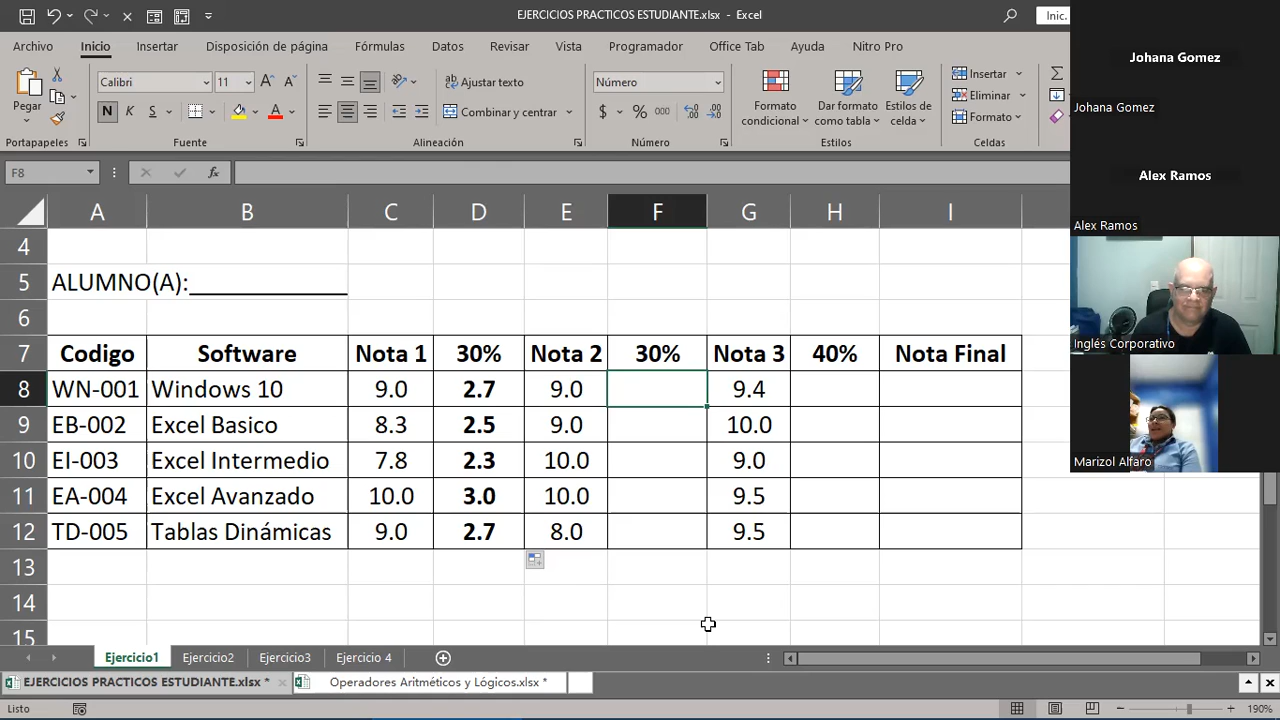 EJERCICIOS PRACTICOS ESTUDIANTE.xlsx - Excel
Inic.
Archivo Inicio Insertar Disposición de página Fórmulas Datos Revisar Vista Programador Office Tab Ayuda Nitro Pro
Pegar
Calibri 11
N K S
Ajustar texto
Combinar y centrar
Número
$ % 000
Formato condicional
Dar formato como tabla
Estilos de celda
Insertar
Eliminar
Formato
Portapapeles Fuente Alineación Número Estilos Celdas
F8 fx
A B C D E F G H I
4
5 ALUMNO(A):____________
6
7 Codigo Software Nota 1 30% Nota 2 30% Nota 3 40% Nota Final
8 WN-001 Windows 10 9.0 2.7 9.0 9.4
9 EB-002 Excel Basico 8.3 2.5 9.0 10.0
10 EI-003 Excel Intermedio 7.8 2.3 10.0 9.0
11 EA-004 Excel Avanzado 10.0 3.0 10.0 9.5
12 TD-005 Tablas Dinámicas 9.0 2.7 8.0 9.5
13
14
15
Ejercicio1 Ejercicio2 Ejercicio3 Ejercicio 4
EJERCICIOS PRACTICOS ESTUDIANTE.xlsx * Operadores Aritméticos y Lógicos.xlsx *
Listo 190%
Johana Gomez
Johana Gomez
Alex Ramos
Alex Ramos
Inglés Corporativo
Marizol Alfaro